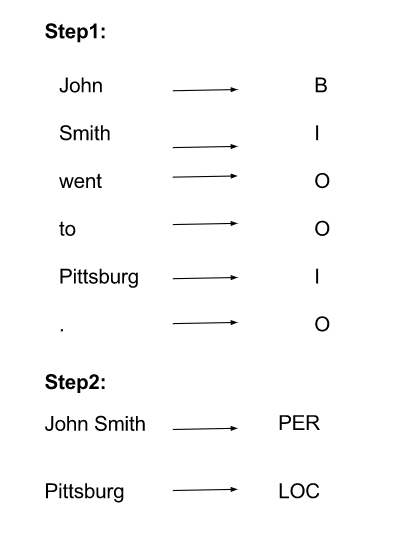 Step1:
John B
Smith I
went O
to O
Pittsburg I
. O
Step2:
John Smith PER
Pittsburg LOC